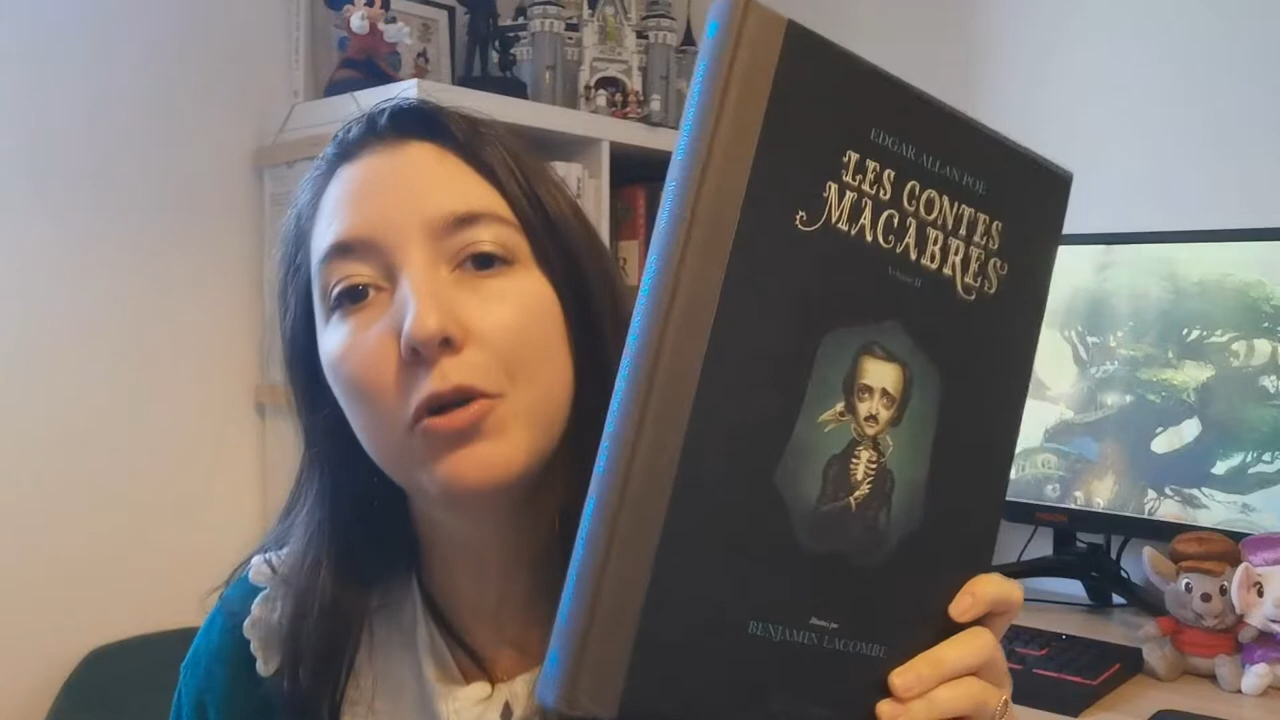 EDGAR ALLAN POE
LES CONTES
MACABRES
Volume II
Illustré par
BENJAMIN LACOMBE